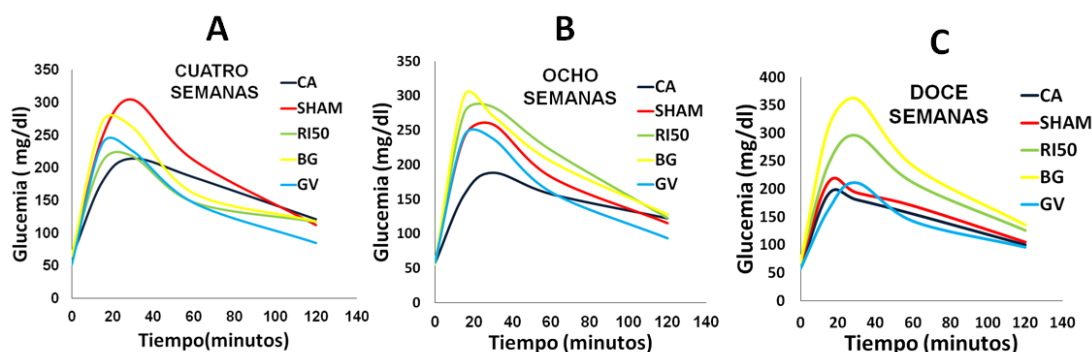 A
CUATRO
SEMANAS
CA
SHAM
RI50
BG
GV
Glucemia (mg/dl)
350
300
250
200
150
100
50
0
0 20 40 60 80 100 120 140
Tiempo(minutos)
B
OCHO
SEMANAS
CA
SHAM
RI50
BG
GV
Glucemia (mg/dl)
350
300
250
200
150
100
50
0
0 20 40 60 80 100 120 140
Tiempo (minutos)
C
DOCE
SEMANAS
CA
SHAM
RI50
BG
GV
Glucemia (mg/dl)
400
350
300
250
200
150
100
50
0
0 20 40 60 80 100 120 140
Tiempo (minutos)